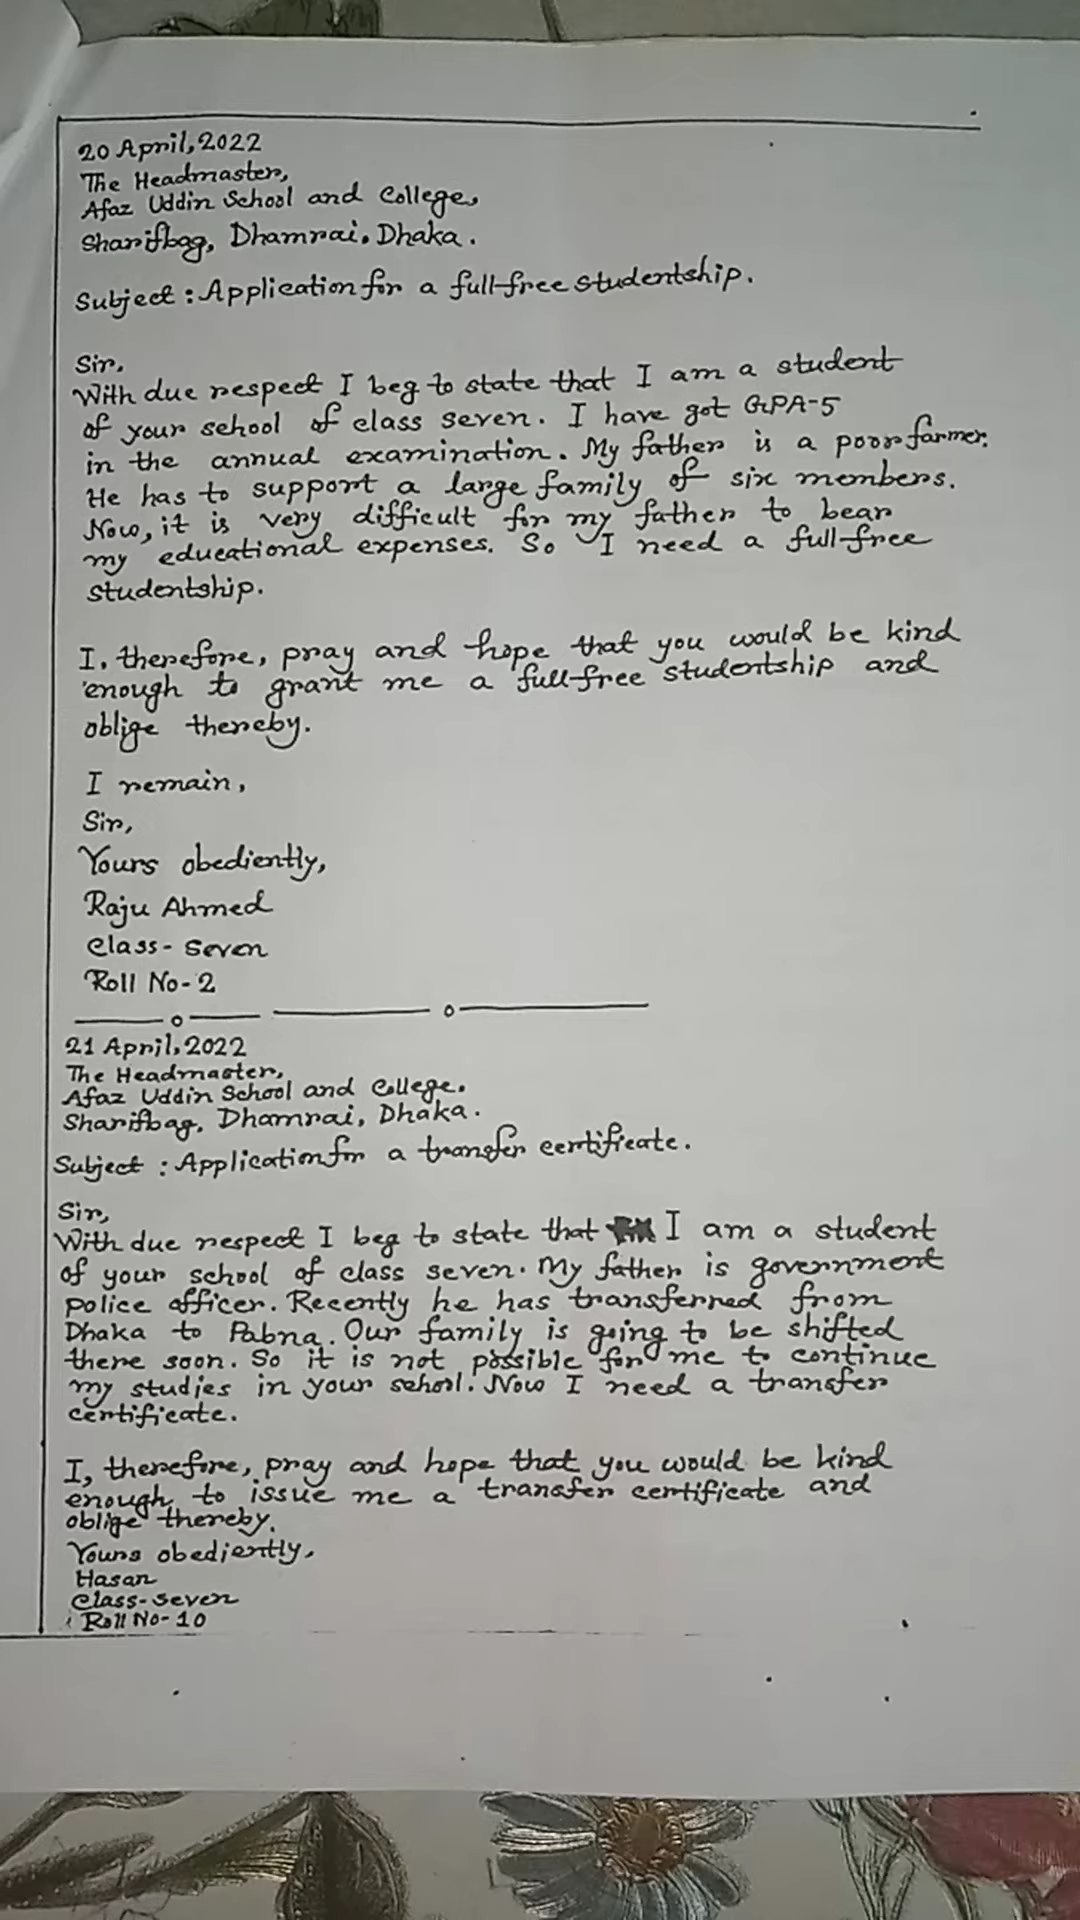 20 April, 2022
The Headmaster,
Afaz Uddin School and College,
Sharifbag, Dhamrai, Dhaka.
Subject : Application for a full-free studentship.
Sir,
With due respect I beg to state that I am a student
of your school of class seven. I have got GPA-5
in the annual examination. My father is a poor farmer.
He has to support a large family of six members.
Now, it is very difficult for my father to bear
my educational expenses. So I need a full-free
studentship.
I, therefore, pray and hope that you would be kind
enough to grant me a full-free studentship and
oblige thereby.
I remain,
Sir,
Yours obediently,
Raju Ahmed
Class- Seven
Roll No- 2
21 April, 2022
The Headmaster,
Afaz Uddin School and College.
Sharifbag, Dhamrai, Dhaka.
Subject : Application for a transfer certificate.
Sir,
With due respect I beg to state that I am a student
of your school of class seven. My father is government
police officer. Recently he has transferred from
Dhaka to Pabna. Our family is going to be shifted
there soon. So it is not possible for me to continue
my studies in your school. Now I need a transfer
certificate.
I, therefore, pray and hope that you would be kind
enough to issue me a transfer certificate and
oblige thereby.
Yours obediently,
Hasan
Class- seven
Roll No- 10